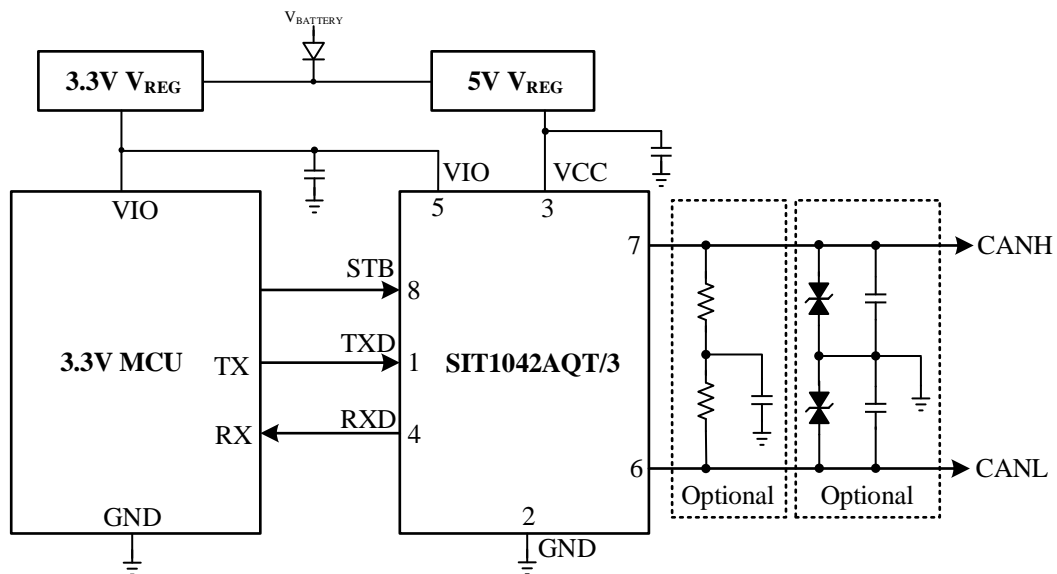 VBATTERY
3.3V VREG
5V VREG
VIO
VCC
VIO
5
3
7
CANH
STB
8
3.3V MCU
TX
TXD
1
SIT1042AQT/3
RX
RXD
4
6
CANL
Optional
Optional
GND
2
GND